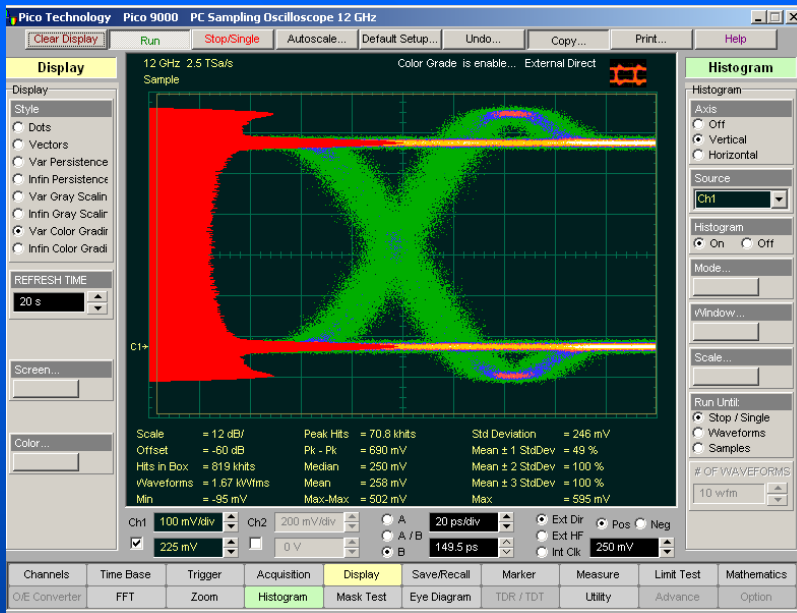 Pico Technology Pico 9000 PC Sampling Oscilloscope 12 GHz
Clear Display Run Stop/Single Autoscale... Default Setup... Undo... Copy... Print... Help
Display
Display
Style
Dots
Vectors
Var Persistence
Infin Persistence
Var Gray Scalin
Infin Gray Scalin
Var Color Gradin
Infin Color Gradi
REFRESH TIME
20 s
Screen...
Color...
12 GHz 2.5 TSa/s
Sample
Color Grade is enable... External Direct
C1
Scale = 12 dB/ Peak Hits = 70.8 khits Std Deviation = 246 mV
Offset = -60 dB Pk - Pk = 690 mV Mean ± 1 StdDev = 49 %
Hits in Box = 819 khits Median = 250 mV Mean ± 2 StdDev = 100 %
Waveforms = 1.67 kWfms Mean = 258 mV Mean ± 3 StdDev = 100 %
Min = -95 mV Max-Max = 502 mV Max = 595 mV
Histogram
Histogram
Axis
Off
Vertical
Horizontal
Source
Ch1
Histogram
On Off
Mode...
Window...
Scale...
Run Until:
Stop / Single
Waveforms
Samples
# OF WAVEFORMS
10 wfm
Ch1 100 mV/div Ch2 200 mV/div A 20 ps/div Ext Dir Pos Neg
A / B Ext HF
225 mV 0 V B 149.5 ps Int Clk 250 mV
Channels Time Base Trigger Acquisition Display Save/Recall Marker Measure Limit Test Mathematics
O/E Converter FFT Zoom Histogram Mask Test Eye Diagram TDR / TDT Utility Advance Option